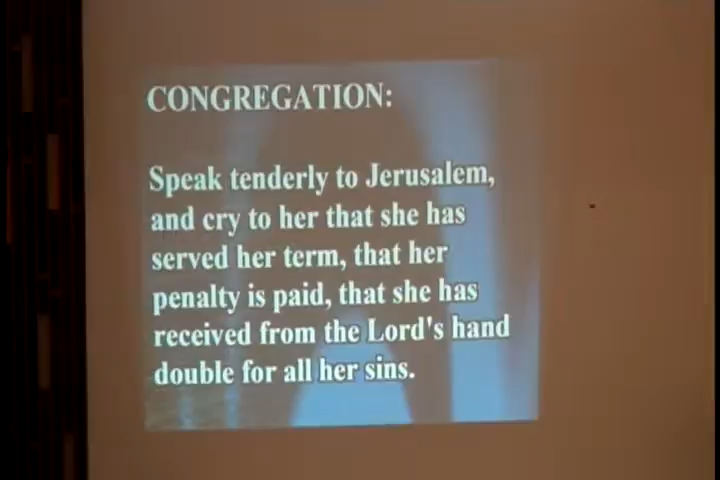 CONGREGATION:
Speak tenderly to Jerusalem,
and cry to her that she has
served her term, that her
penalty is paid, that she has
received from the Lord's hand
double for all her sins.